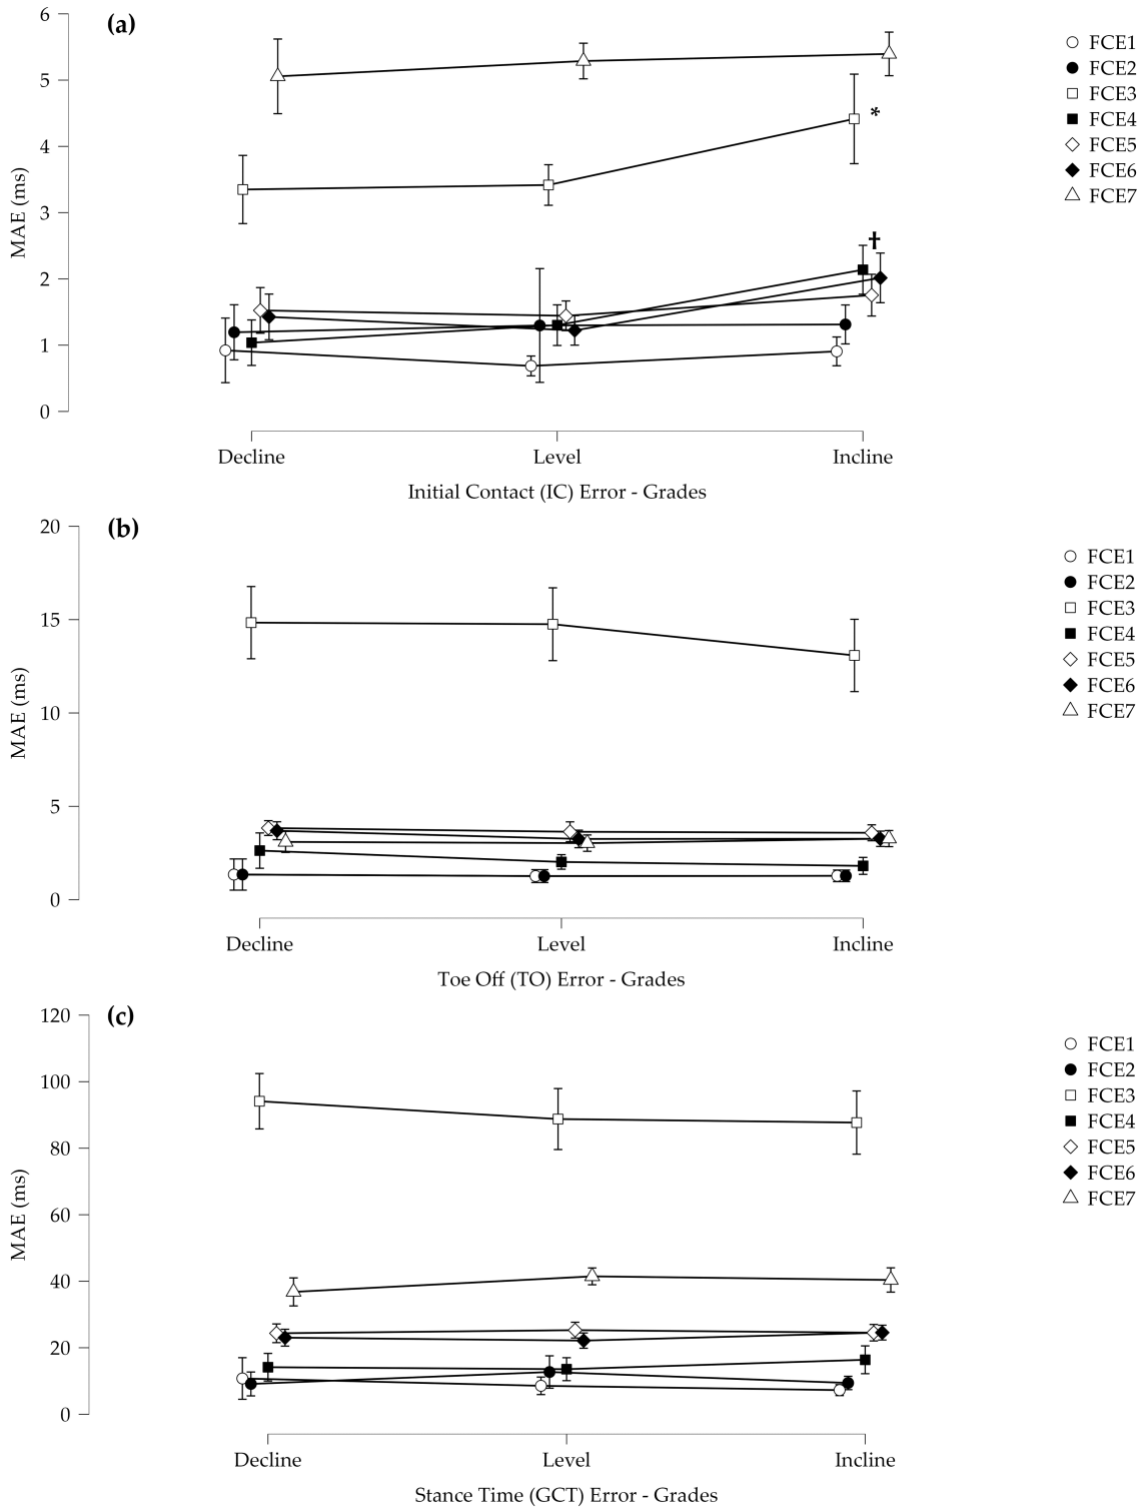 (a)
6
5
4
3
2
1
0
MAE (ms)
*
†
FCE1
FCE2
FCE3
FCE4
FCE5
FCE6
FCE7
Decline Level Incline
Initial Contact (IC) Error - Grades
(b)
20
15
10
5
0
MAE (ms)
FCE1
FCE2
FCE3
FCE4
FCE5
FCE6
FCE7
Decline Level Incline
Toe Off (TO) Error - Grades
(c)
120
100
80
60
40
20
0
MAE (ms)
FCE1
FCE2
FCE3
FCE4
FCE5
FCE6
FCE7
Decline Level Incline
Stance Time (GCT) Error - Grades